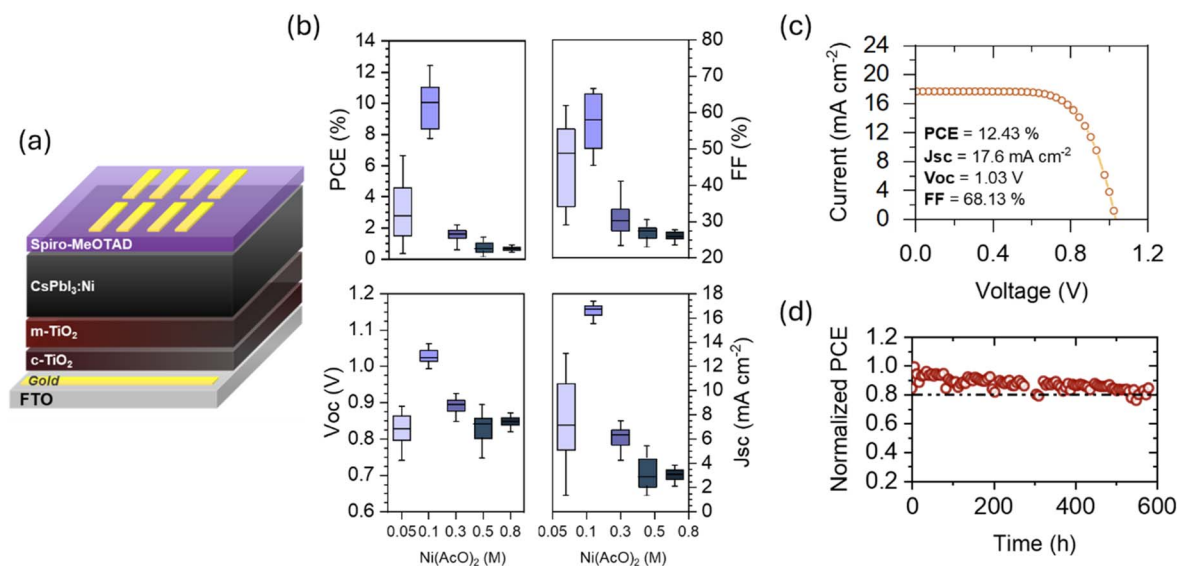 (a)
Spiro-MeOTAD
CsPbI₃:Ni
m-TiO₂
c-TiO₂
Gold
FTO
(b)
14
12
10
8
6
4
2
0
PCE (%)
80
70
60
50
40
30
20
FF (%)
1.2
1.1
1.0
0.9
0.8
0.7
0.6
Voc (V)
18
16
14
12
10
8
6
4
2
0
Jsc (mA cm⁻²)
0.05 0.1 0.3 0.5 0.8
Ni(AcO)₂ (M)
0.05 0.1 0.3 0.5 0.8
Ni(AcO)₂ (M)
(c)
24
20
16
12
8
4
0
Current (mA cm⁻²)
PCE = 12.43 %
Jsc = 17.6 mA cm⁻²
Voc = 1.03 V
FF = 68.13 %
0.0 0.4 0.8 1.2
Voltage (V)
(d)
1.2
1.0
0.8
0.6
0.4
0.2
Normalized PCE
0 200 400 600
Time (h)